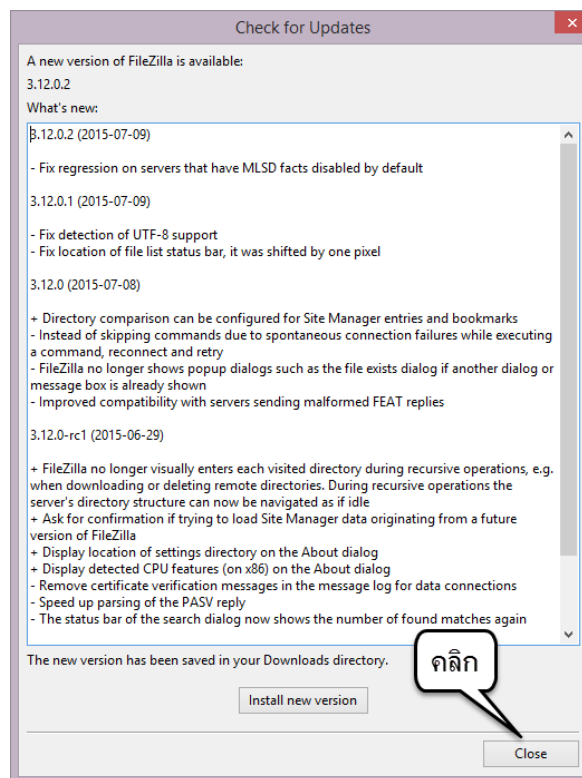 Check for Updates
A new version of FileZilla is available:
3.12.0.2
What's new:
3.12.0.2 (2015-07-09)
- Fix regression on servers that have MLSD facts disabled by default
3.12.0.1 (2015-07-09)
- Fix detection of UTF-8 support
- Fix location of file list status bar, it was shifted by one pixel
3.12.0 (2015-07-08)
+ Directory comparison can be configured for Site Manager entries and bookmarks
- Instead of skipping commands due to spontaneous connection failures while executing
a command, reconnect and retry
- FileZilla no longer shows popup dialogs such as the file exists dialog if another dialog or
message box is already shown
- Improved compatibility with servers sending malformed FEAT replies
3.12.0-rc1 (2015-06-29)
+ FileZilla no longer visually enters each visited directory during recursive operations, e.g.
when downloading or deleting remote directories. During recursive operations the
server's directory structure can now be navigated as if idle
+ Ask for confirmation if trying to load Site Manager data originating from a future
version of FileZilla
+ Display location of settings directory on the About dialog
+ Display detected CPU features (on x86) on the About dialog
- Remove certificate verification messages in the message log for data connections
- Speed up parsing of the PASV reply
- The status bar of the search dialog now shows the number of found matches again
The new version has been saved in your Downloads directory.
คลิก
Install new version
Close